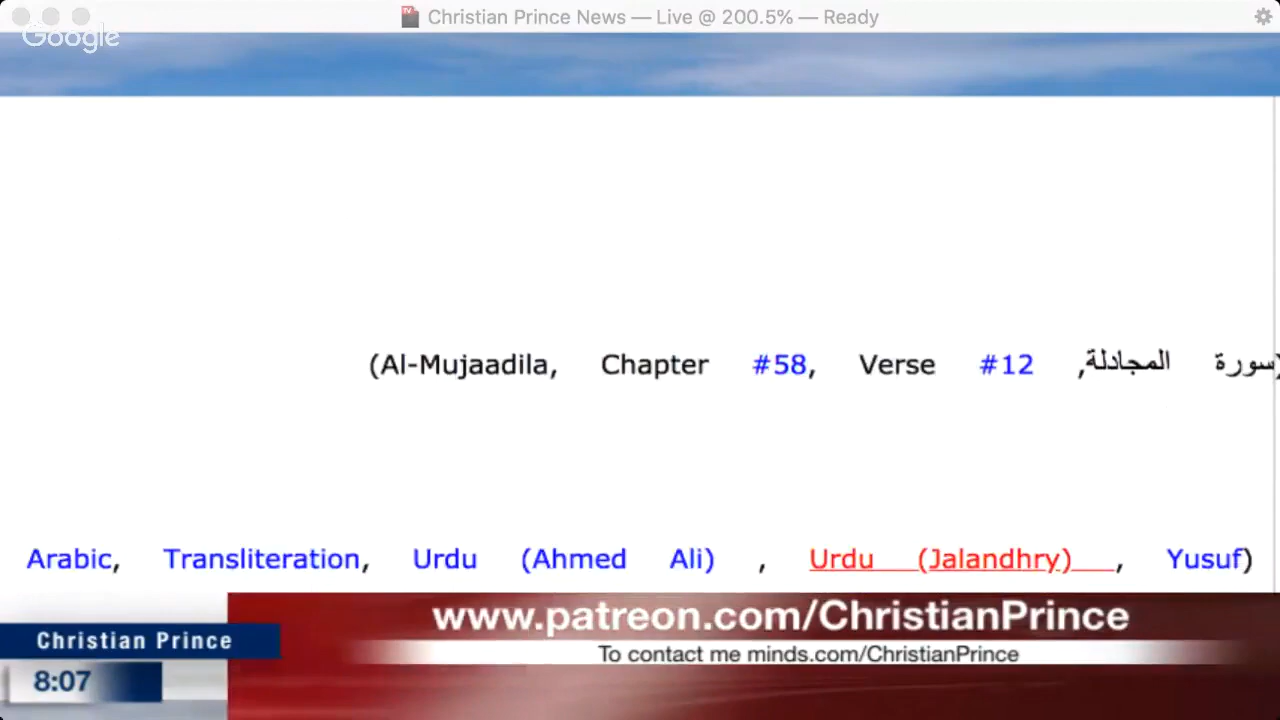 Christian Prince News — Live @ 200.5% — Ready
Google
(Al-Mujaadila, Chapter #58, Verse #12 ,سورة المجادلة)
Arabic, Transliteration, Urdu (Ahmed Ali) , Urdu (Jalandhry) , Yusuf)
www.patreon.com/ChristianPrince
To contact me minds.com/ChristianPrince
Christian Prince
8:07